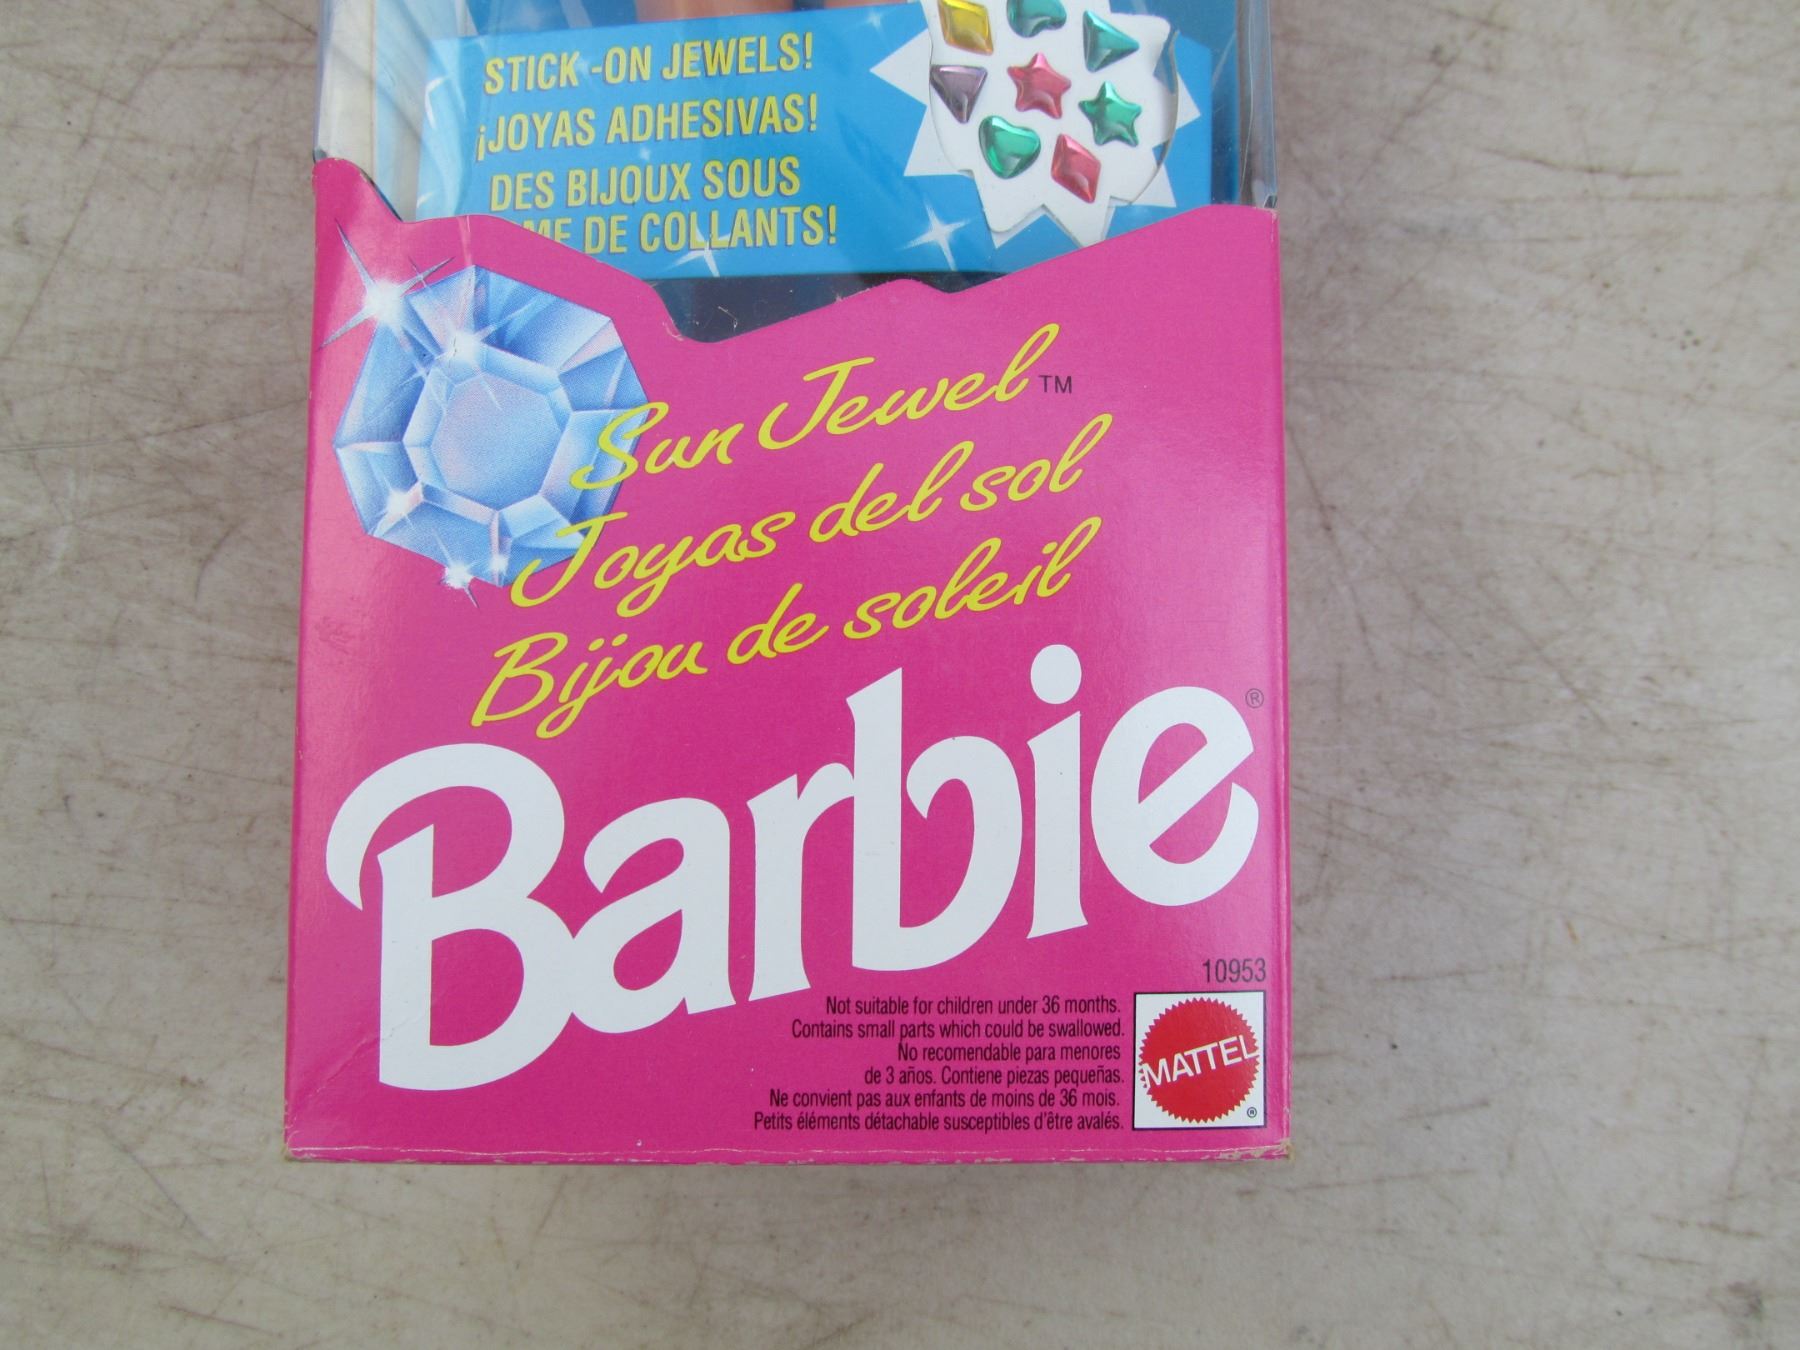 STICK -ON JEWELS!
¡JOYAS ADHESIVAS!
DES BIJOUX SOUS
DE COLLANTS!
Sun Jewel™
Joyas del sol
Bijou de soleil
Barbie®
10953
Not suitable for children under 36 months.
Contains small parts which could be swallowed.
No recomendable para menores
de 3 años. Contiene piezas pequeñas.
Ne convient pas aux enfants de moins de 36 mois.
Petits éléments détachable susceptibles d'être avalés.
MATTEL®